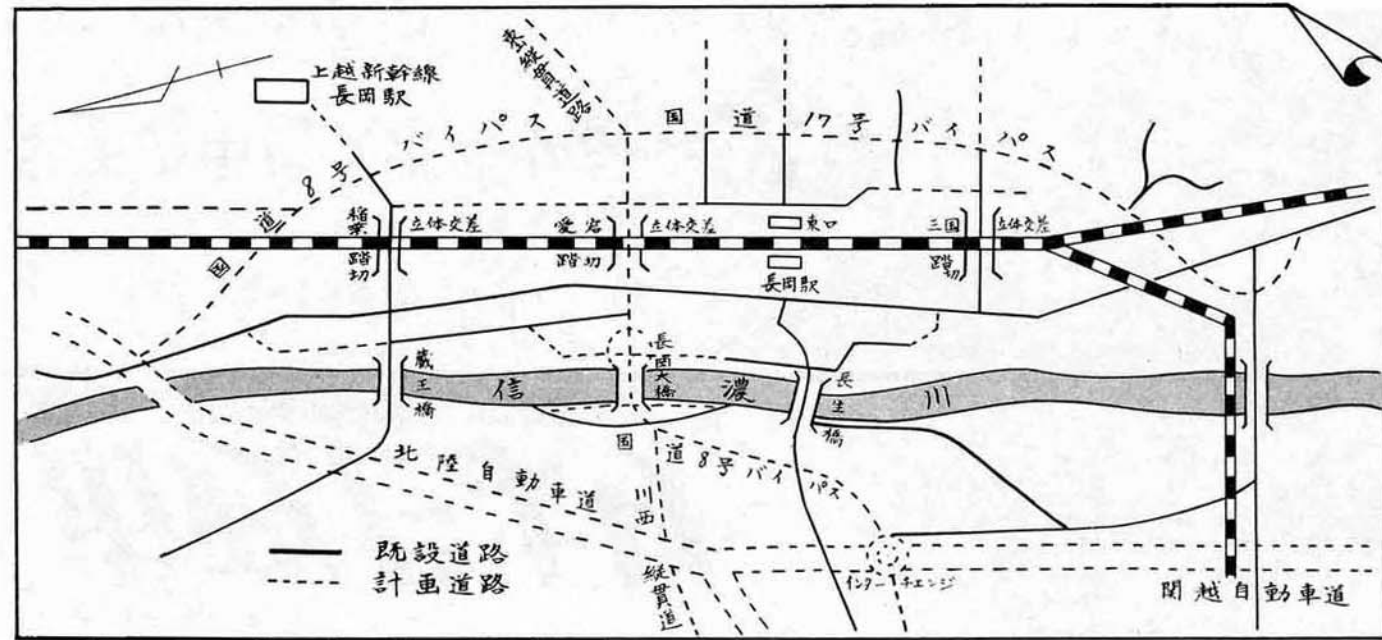 上越新幹線
長岡駅
東縦貫道路
国道8号バイパス
国道17号バイパス
稲葉踏切
立体交差
愛宕踏切
立体交差
東口
長岡駅
三国踏切
立体交差
蔵王橋
信濃川
長岡大橋
長生橋
国道8号バイパス
北陸自動車道
川西縦貫道
インターチェンジ
関越自動車道
既設道路
計画道路